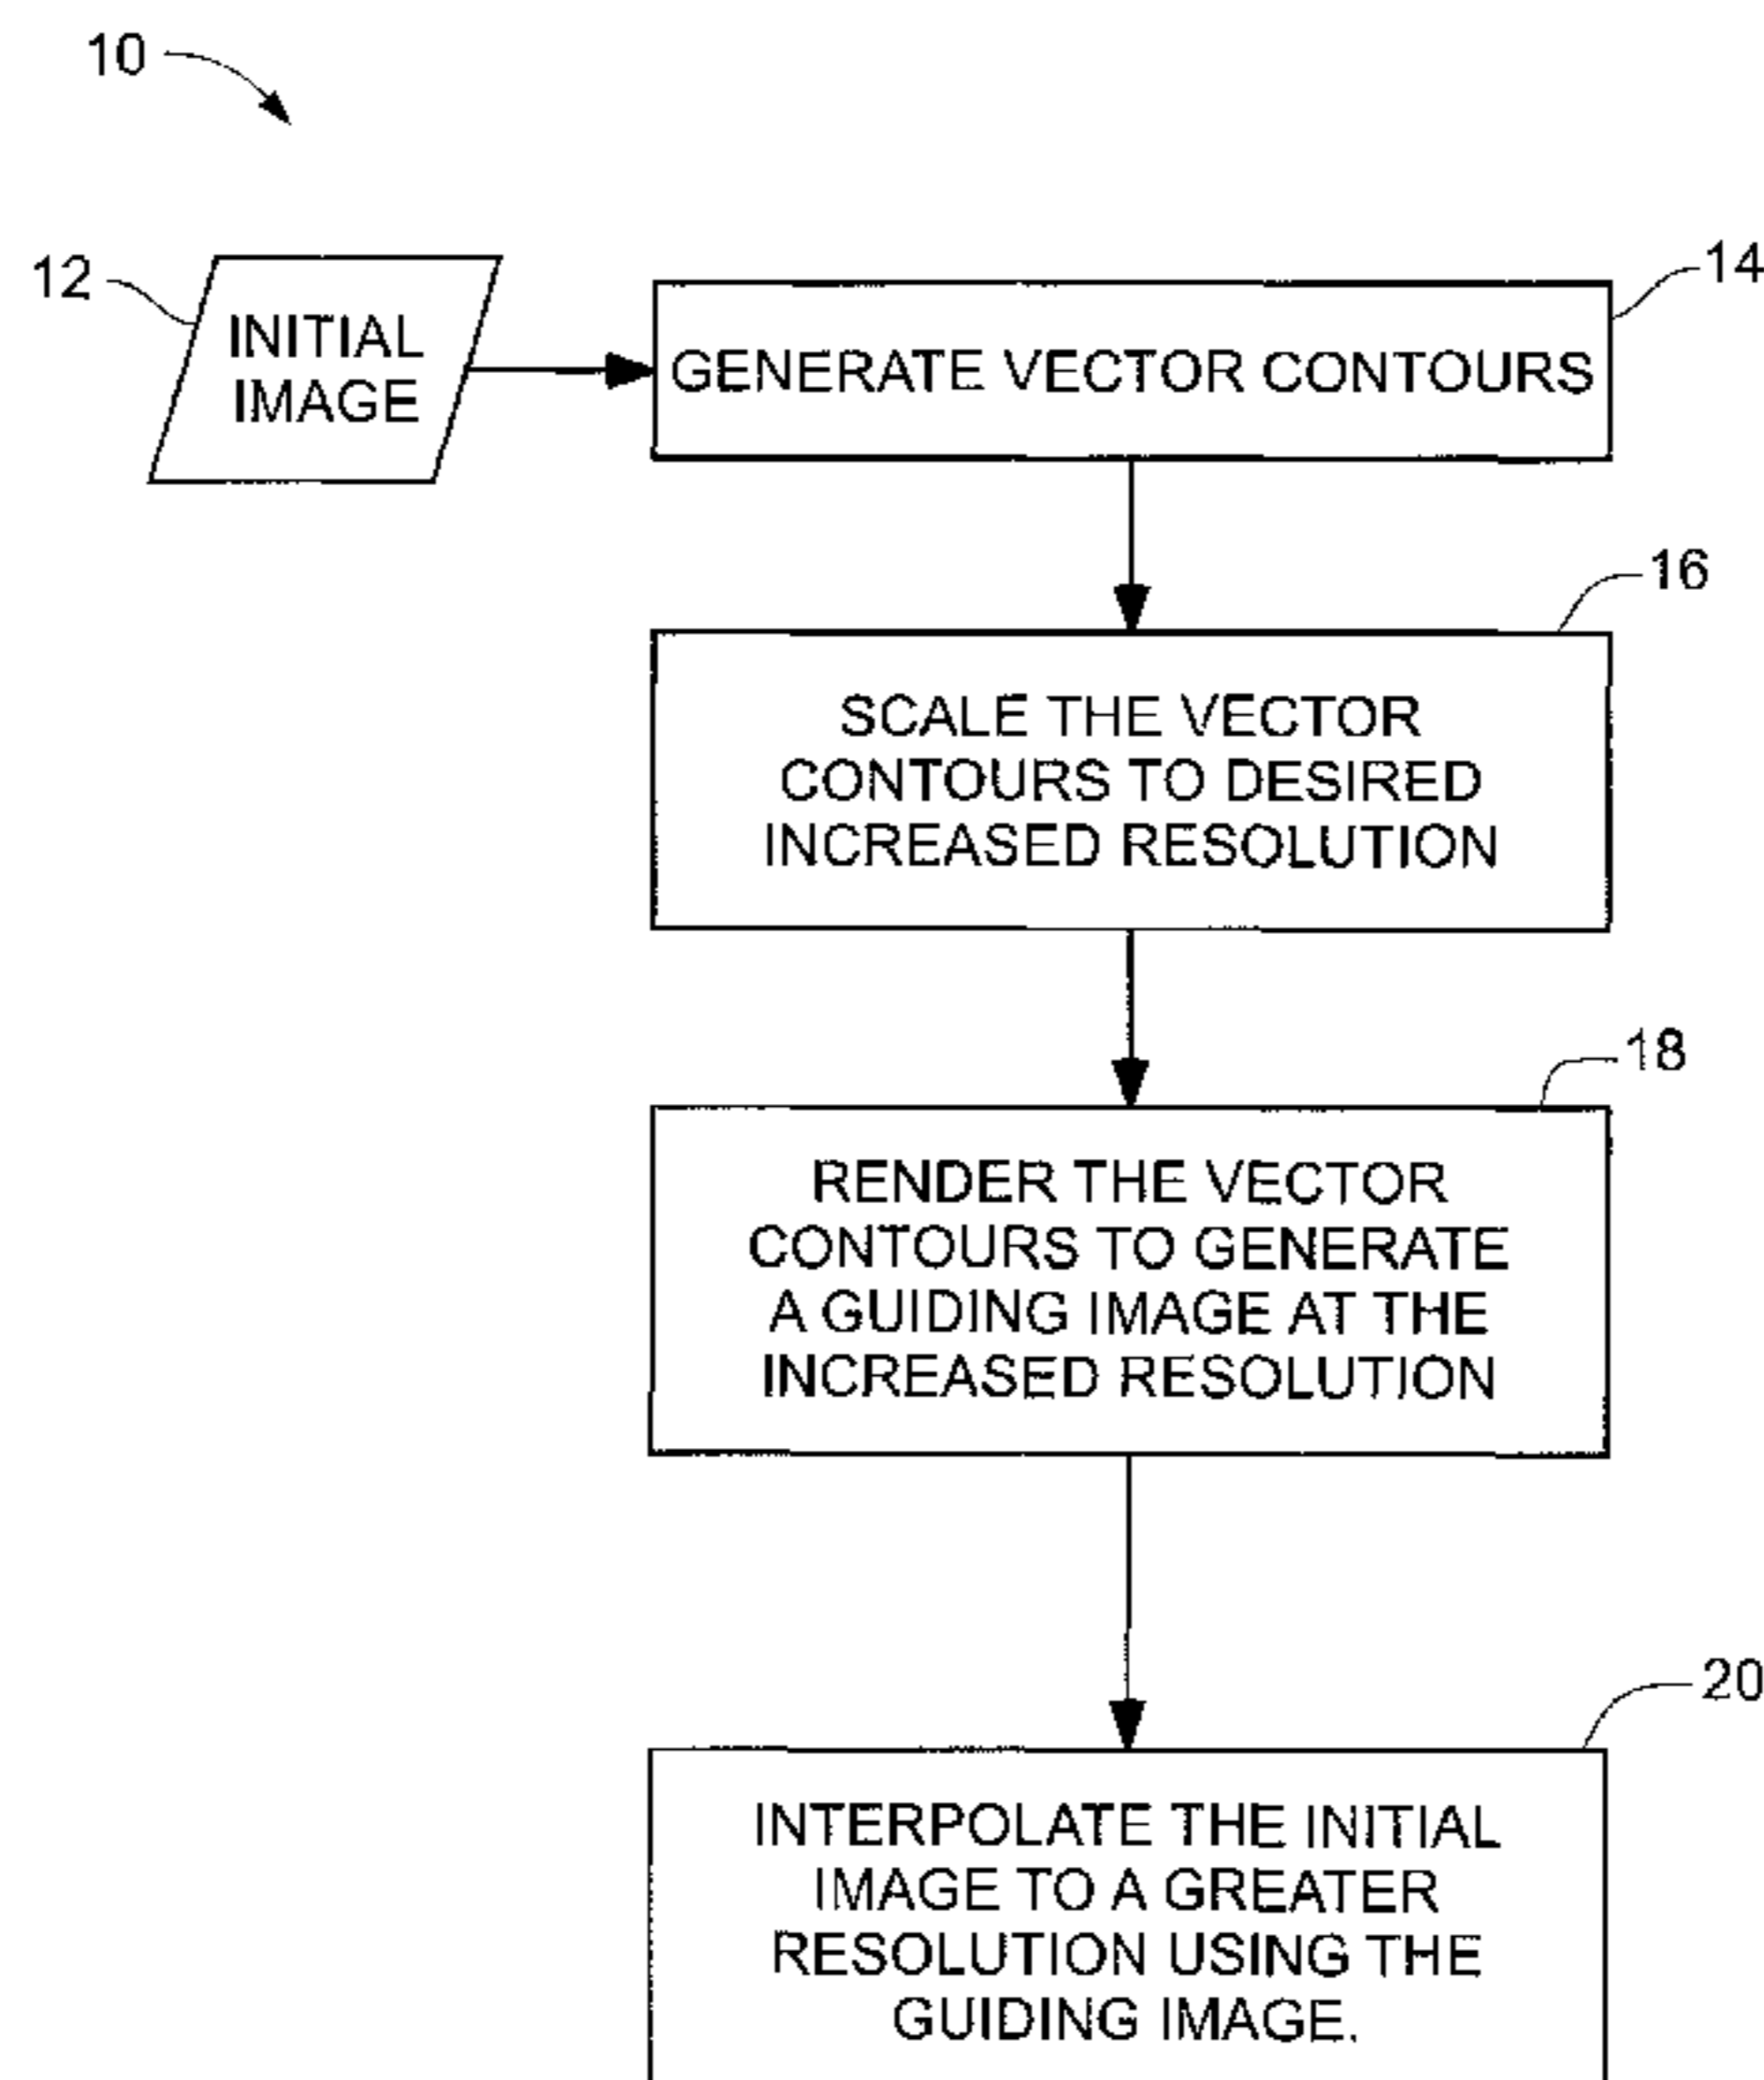 10
12
INITIAL
IMAGE
14
GENERATE VECTOR CONTOURS
16
SCALE THE VECTOR
CONTOURS TO DESIRED
INCREASED RESOLUTION
18
RENDER THE VECTOR
CONTOURS TO GENERATE
A GUIDING IMAGE AT THE
INCREASED RESOLUTION
20
INTERPOLATE THE INITIAL
IMAGE TO A GREATER
RESOLUTION USING THE
GUIDING IMAGE.